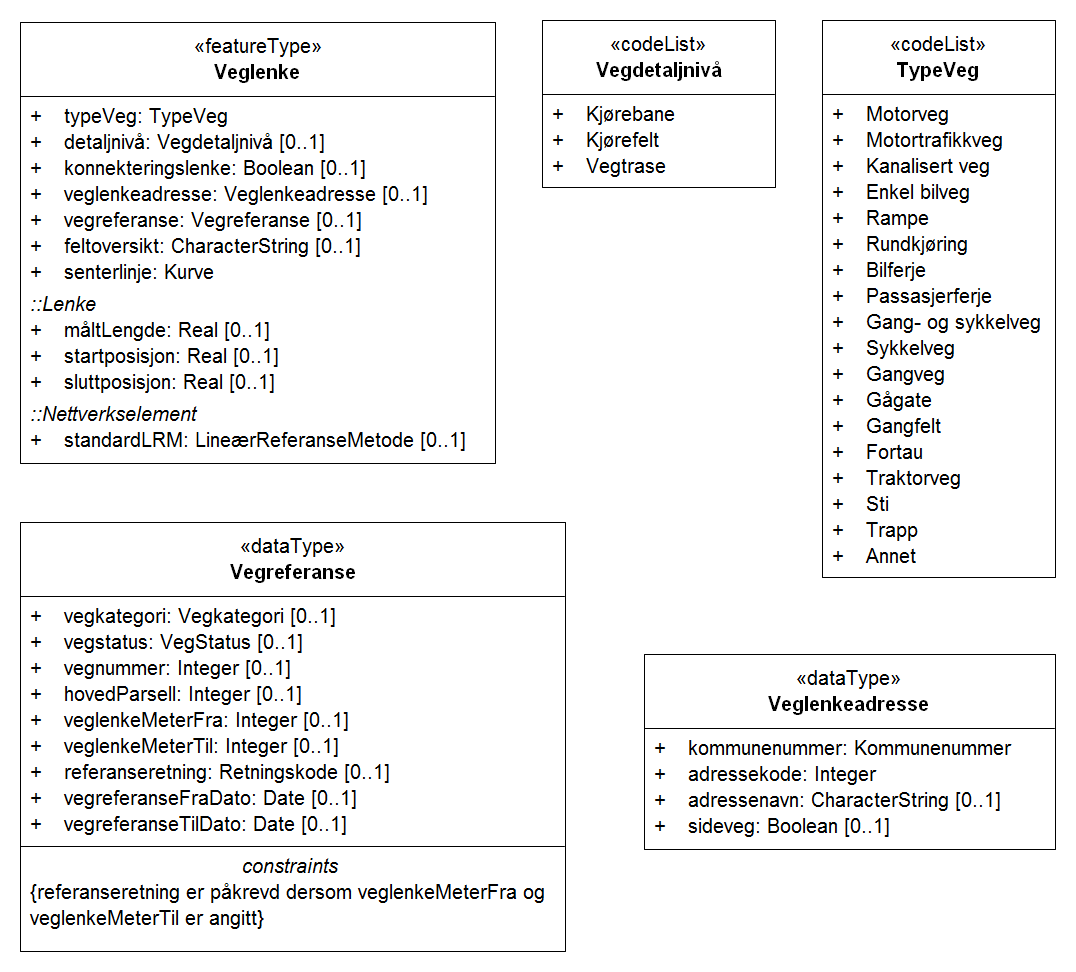 «featureType»
Veglenke
+ typeVeg: TypeVeg
+ detaljnivå: Vegdetaljnivå [0..1]
+ konnekteringslenke: Boolean [0..1]
+ veglenkeadresse: Veglenkeadresse [0..1]
+ vegreferanse: Vegreferanse [0..1]
+ feltoversikt: CharacterString [0..1]
+ senterlinje: Kurve
::Lenke
+ måltLengde: Real [0..1]
+ startposisjon: Real [0..1]
+ sluttposisjon: Real [0..1]
::Nettverkselement
+ standardLRM: LineærReferanseMetode [0..1]
«codeList»
Vegdetaljnivå
+ Kjørebane
+ Kjørefelt
+ Vegtrase
«codeList»
TypeVeg
+ Motorveg
+ Motortrafikkveg
+ Kanalisert veg
+ Enkel bilveg
+ Rampe
+ Rundkjøring
+ Bilferje
+ Passasjerferje
+ Gang- og sykkelveg
+ Sykkelveg
+ Gangveg
+ Gågate
+ Gangfelt
+ Fortau
+ Traktorveg
+ Sti
+ Trapp
+ Annet
«dataType»
Vegreferanse
+ vegkategori: Vegkategori [0..1]
+ vegstatus: VegStatus [0..1]
+ vegnummer: Integer [0..1]
+ hovedParsell: Integer [0..1]
+ veglenkeMeterFra: Integer [0..1]
+ veglenkeMeterTil: Integer [0..1]
+ referanseretning: Retningskode [0..1]
+ vegreferanseFraDato: Date [0..1]
+ vegreferanseTilDato: Date [0..1]
constraints
{referanseretning er påkrevd dersom veglenkeMeterFra og
veglenkeMeterTil er angitt}
«dataType»
Veglenkeadresse
+ kommunenummer: Kommunenummer
+ adressekode: Integer
+ adressenavn: CharacterString [0..1]
+ sideveg: Boolean [0..1]